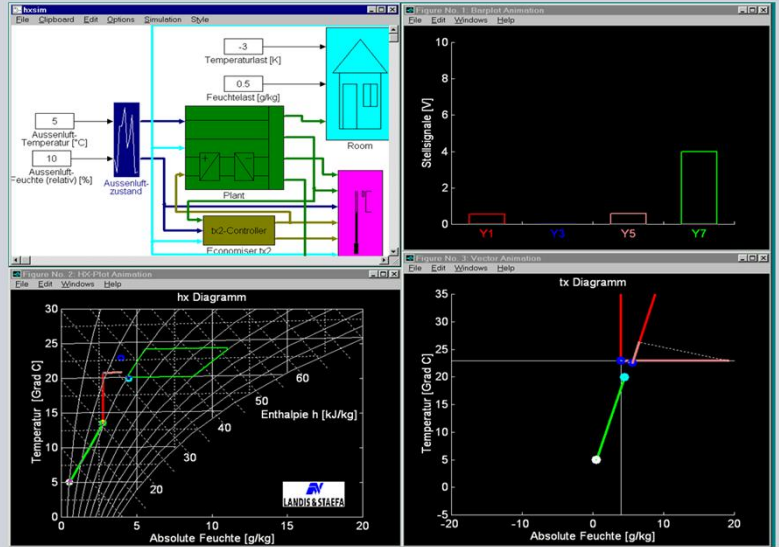 hxsim
File Clipboard Edit Options Simulation Style
-3
Temperaturlast [K]
0.5
Feuchtelast [g/kg]
Room
5
Aussenluft-
Temperatur [°C]
10
Aussenluft-
Feuchte (relativ) [%]
Aussenluft-
zustand
+
-
Plant
tx2-Controller
Economiser tx2
Figure No. 1: Barplot Animation
File Edit Windows Help
10
8
6
4
2
0
Stellsignale [V]
Y1 Y3 Y5 Y7
Figure No. 2: HX-Plot Animation
File Edit Windows Help
hx Diagramm
30
25
20
15
10
5
0
Temperatur [Grad C]
60
50
Enthalpie h [kJ/kg]
40
30
20
LANDIS & STAEFA
0 5 10 15 20
Absolute Feuchte [g/kg]
Figure No. 3: Vector Animation
File Edit Windows Help
tx Diagramm
35
30
25
20
15
10
5
0
-5
Temperatur [Grad C]
-20 -10 0 10 20
Absolute Feuchte [g/kg]